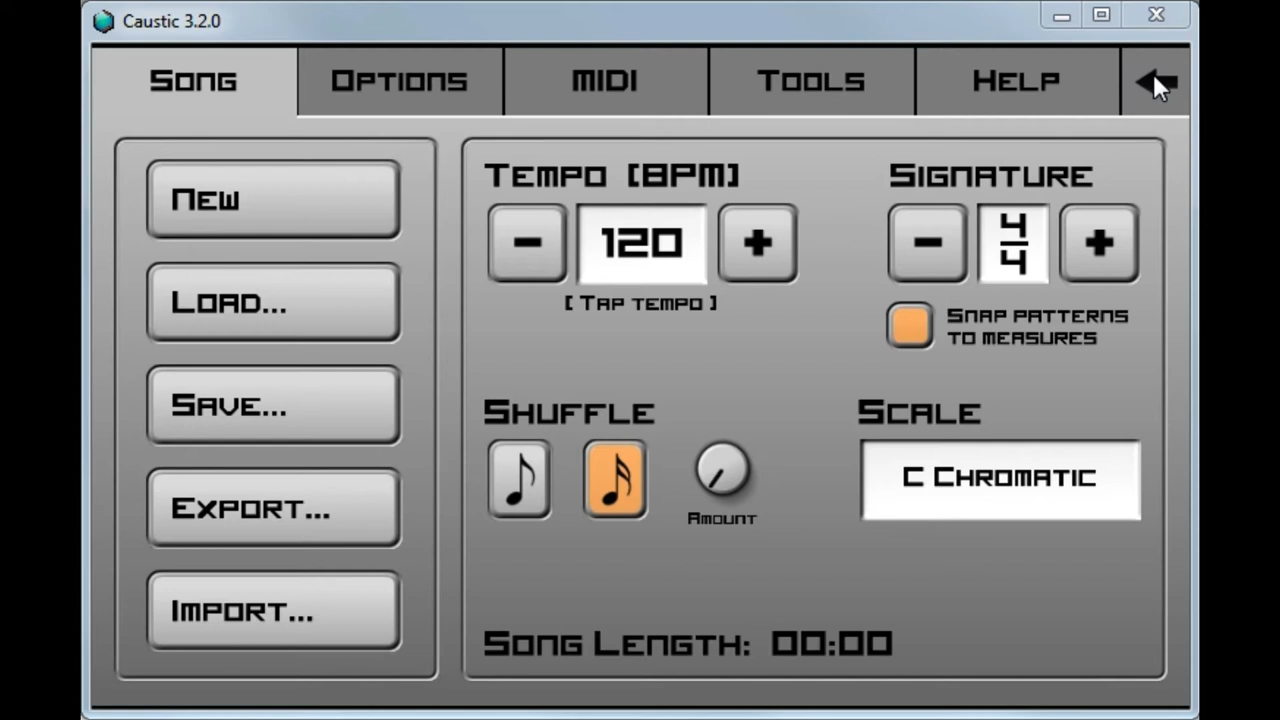 Caustic 3.2.0
Song
Options
MIDI
Tools
Help
New
Load...
Save...
Export...
Import...
Tempo [BPM]
- 120 +
[ Tap tempo ]
Signature
- 4/4 +
Snap patterns
to measures
Shuffle
Amount
Scale
C Chromatic
Song Length: 00:00